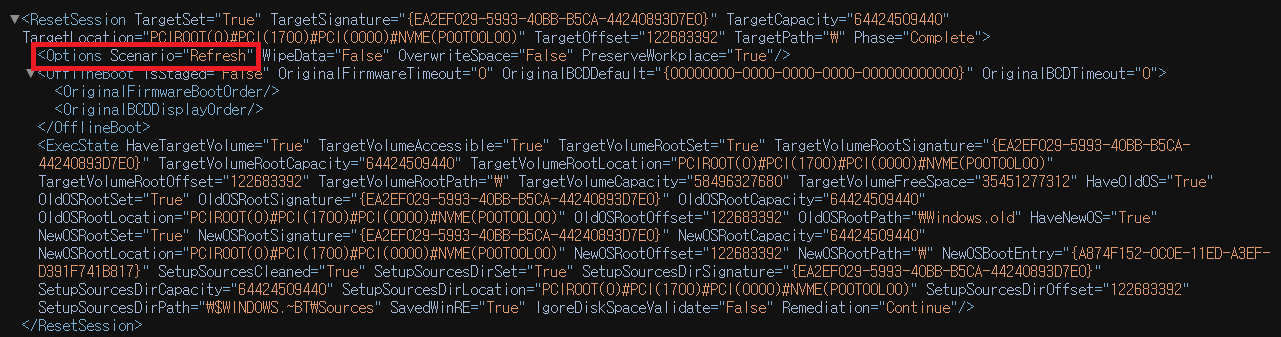 <ResetSession TargetSet="True" TargetSignature="{EA2EF029-5993-40BB-B5CA-44240893D7E0}" TargetCapacity="64424509440"
TargetLocation="PCIROOT(0)#PCI(1700)#PCI(0000)#NVME(P00T00L00)" TargetOffset="122683392" TargetPath="₩" Phase="Complete">
<Options Scenario="Refresh" WipeData="False" OverwriteSpace="False" PreserveWorkplace="True"/>
<OfflineBoot IsStaged="False" OriginalFirmwareTimeout="0" OriginalBCDDefault="{00000000-0000-0000-0000-000000000000}" OriginalBCDTimeout="0">
<OriginalFirmwareBootOrder/>
<OriginalBCDDisplayOrder/>
</OfflineBoot>
<ExecState HaveTargetVolume="True" TargetVolumeAccessible="True" TargetVolumeRootSet="True" TargetVolumeRootSignature="{EA2EF029-5993-40BB-B5CA-
44240893D7E0}" TargetVolumeRootCapacity="64424509440" TargetVolumeRootLocation="PCIROOT(0)#PCI(1700)#PCI(0000)#NVME(P00T00L00)"
TargetVolumeRootOffset="122683392" TargetVolumeRootPath="₩" TargetVolumeCapacity="58496327680" TargetVolumeFreeSpace="35451277312" HaveOldOS="True"
OldOSRootSet="True" OldOSRootSignature="{EA2EF029-5993-40BB-B5CA-44240893D7E0}" OldOSRootCapacity="64424509440"
OldOSRootLocation="PCIROOT(0)#PCI(1700)#PCI(0000)#NVME(P00T00L00)" OldOSRootOffset="122683392" OldOSRootPath="₩Windows.old" HaveNewOS="True"
NewOSRootSet="True" NewOSRootSignature="{EA2EF029-5993-40BB-B5CA-44240893D7E0}" NewOSRootCapacity="64424509440"
NewOSRootLocation="PCIROOT(0)#PCI(1700)#PCI(0000)#NVME(P00T00L00)" NewOSRootOffset="122683392" NewOSRootPath="₩" NewOSBootEntry="{A874F152-0C0E-11ED-A3EF-
D391F741B817}" SetupSourcesCleaned="True" SetupSourcesDirSet="True" SetupSourcesDirSignature="{EA2EF029-5993-40BB-B5CA-44240893D7E0}"
SetupSourcesDirCapacity="64424509440" SetupSourcesDirLocation="PCIROOT(0)#PCI(1700)#PCI(0000)#NVME(P00T00L00)" SetupSourcesDirOffset="122683392"
SetupSourcesDirPath="₩$WINDOWS.~BT₩Sources" SavedWinRE="True" IgoreDiskSpaceValidate="False" Remediation="Continue"/>
</ResetSession>